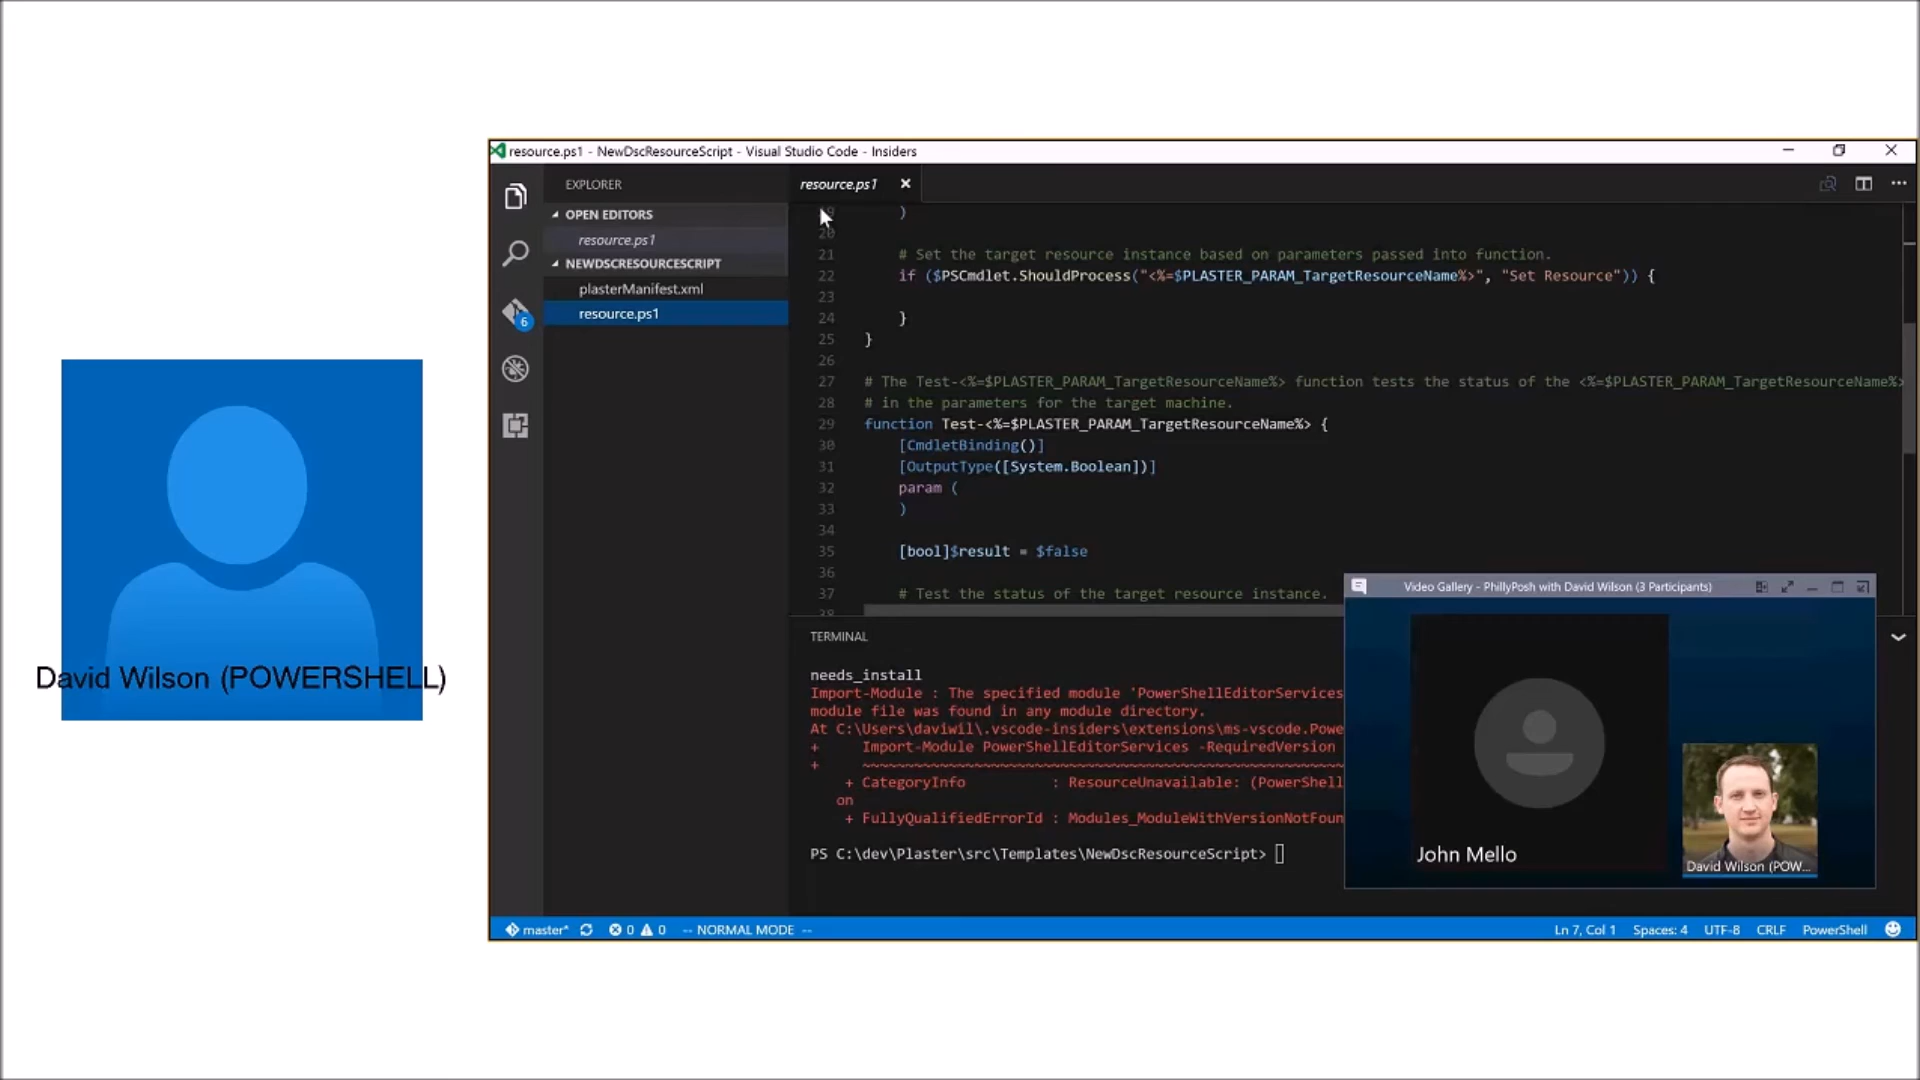 resource.ps1 - NewDscResourceScript - Visual Studio Code - Insiders
EXPLORER
OPEN EDITORS
resource.ps1
NEWDSCRESOURCESCRIPT
plasterManifest.xml
resource.ps1
6
resource.ps1
19 )
20
21 # Set the target resource instance based on parameters passed into function.
22 if ($PSCmdlet.ShouldProcess("<%=$PLASTER_PARAM_TargetResourceName%>", "Set Resource")) {
23
24 }
25 }
26
27 # The Test-<%=$PLASTER_PARAM_TargetResourceName%> function tests the status of the <%=$PLASTER_PARAM_TargetResourceName%>
28 # in the parameters for the target machine.
29 function Test-<%=$PLASTER_PARAM_TargetResourceName%> {
30 [CmdletBinding()]
31 [OutputType([System.Boolean])]
32 param (
33 )
34
35 [bool]$result = $false
36
37 # Test the status of the target resource instance.
38
TERMINAL
needs_install
Import-Module : The specified module 'PowerShellEditorServices
module file was found in any module directory.
At C:\Users\daviwil\.vscode-insiders\extensions\ms-vscode.Powe
+ Import-Module PowerShellEditorServices -RequiredVersion
+ ~~~~~~~~~~~~~~~~~~~~~~~~~~~~~~~~~~~~~~~~~~~~~~~~~~~~~~~~
+ CategoryInfo : ResourceUnavailable: (PowerShell
on
+ FullyQualifiedErrorId : Modules_ModuleWithVersionNotFoun
PS C:\dev\Plaster\src\Templates\NewDscResourceScript>
Video Gallery - PhillyPosh with David Wilson (3 Participants)
John Mello
David Wilson (POW...
David Wilson (POWERSHELL)
master* 0 0 -- NORMAL MODE -- Ln 7, Col 1 Spaces: 4 UTF-8 CRLF PowerShell